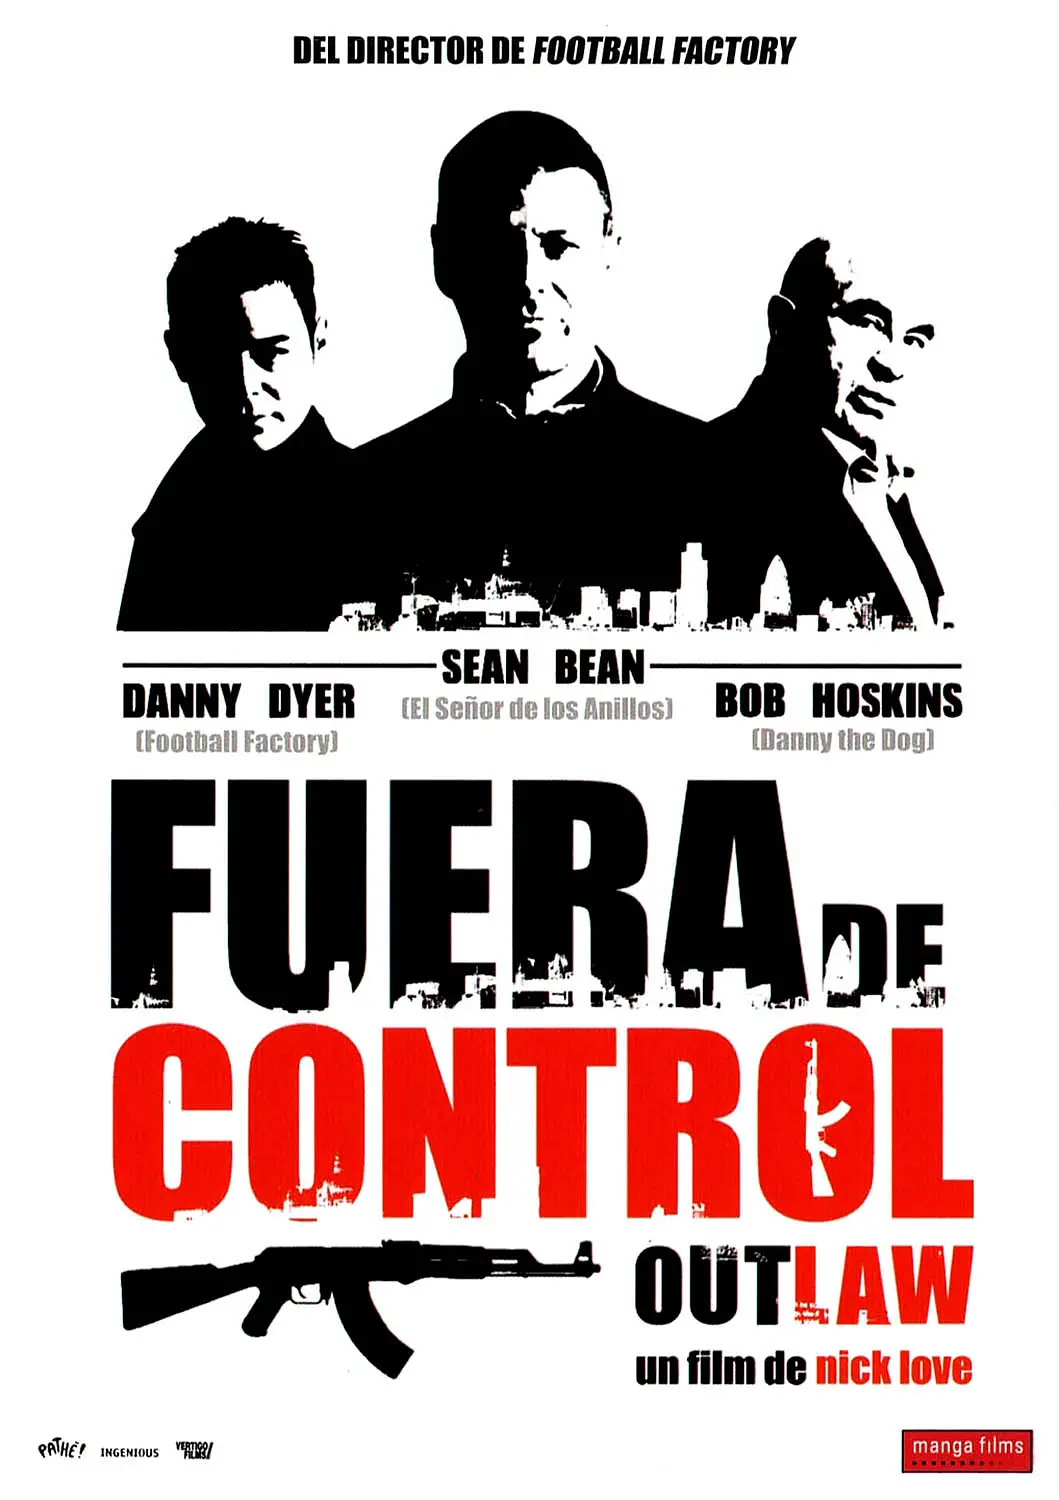 DEL DIRECTOR DE FOOTBALL FACTORY
SEAN BEAN
DANNY DYER
(El Señor de los Anillos)
BOB HOSKINS
(Football Factory)
(Danny the Dog)
FUERA DE
CONTROL
OUTLAW
un film de nick love
PATHE!
INGENIOUS
VERTIGO
FILMS!
manga films